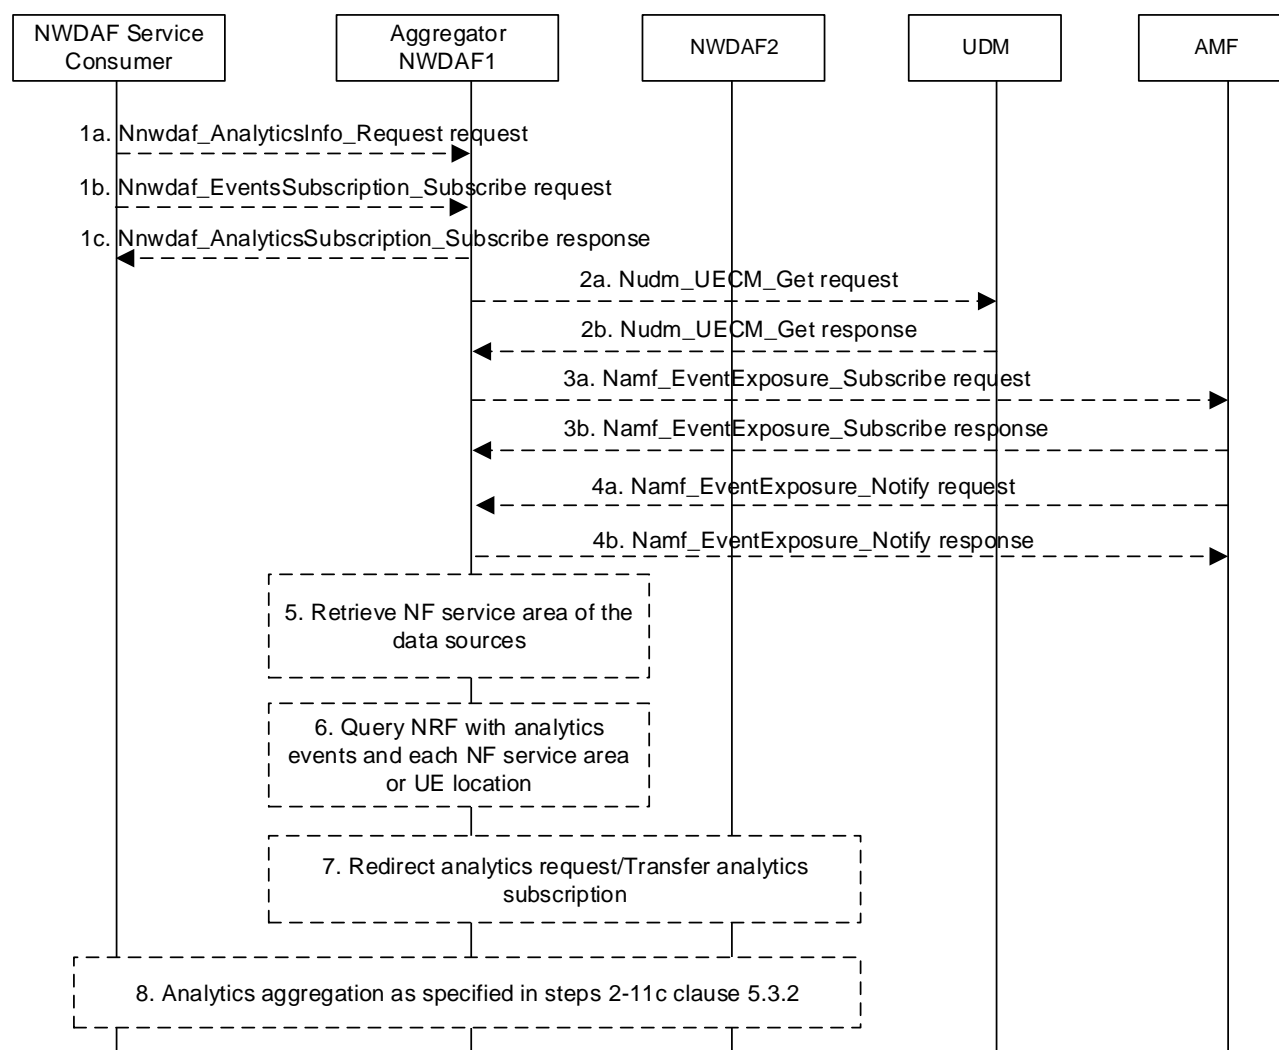 NWDAF Service
Consumer
Aggregator
NWDAF1
NWDAF2
UDM
AMF
1a. Nnwdaf_AnalyticsInfo_Request request
1b. Nnwdaf_EventsSubscription_Subscribe request
1c. Nnwdaf_AnalyticsSubscription_Subscribe response
2a. Nudm_UECM_Get request
2b. Nudm_UECM_Get response
3a. Namf_EventExposure_Subscribe request
3b. Namf_EventExposure_Subscribe response
4a. Namf_EventExposure_Notify request
4b. Namf_EventExposure_Notify response
5. Retrieve NF service area of the
data sources
6. Query NRF with analytics
events and each NF service area
or UE location
7. Redirect analytics request/Transfer analytics
subscription
8. Analytics aggregation as specified in steps 2-11c clause 5.3.2